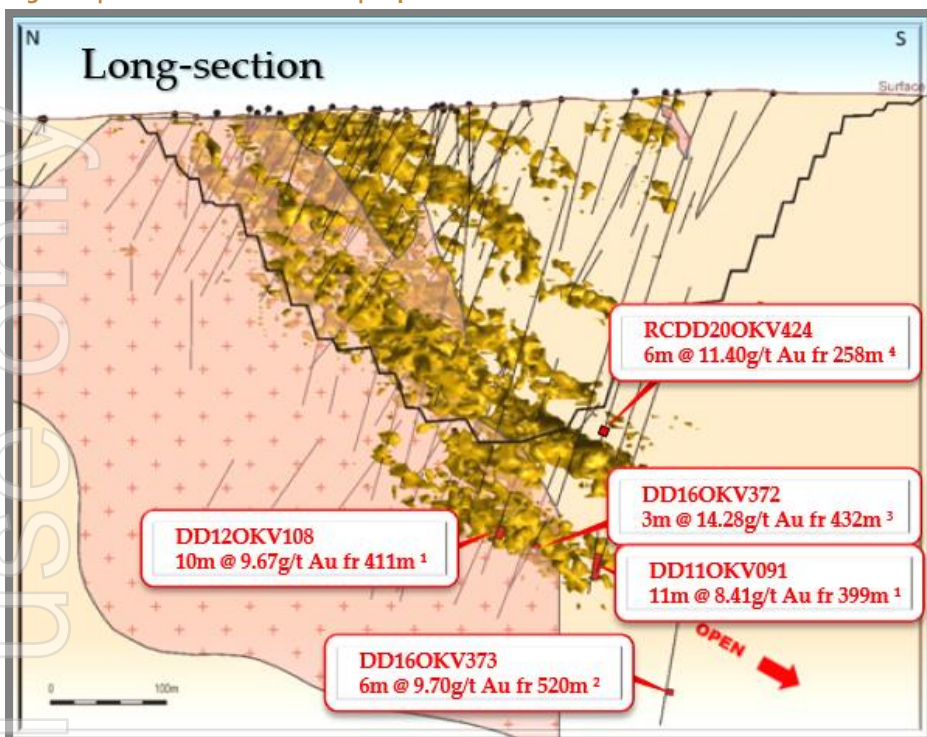 N
S
Long-section
Surface
RCDD20OKV424
6m @ 11.40g/t Au fr 258m ⁴
DD16OKV372
3m @ 14.28g/t Au fr 432m ³
DD12OKV108
10m @ 9.67g/t Au fr 411m ¹
DD11OKV091
11m @ 8.41g/t Au fr 399m ¹
OPEN
DD16OKV373
6m @ 9.70g/t Au fr 520m ²
0 100m
use only